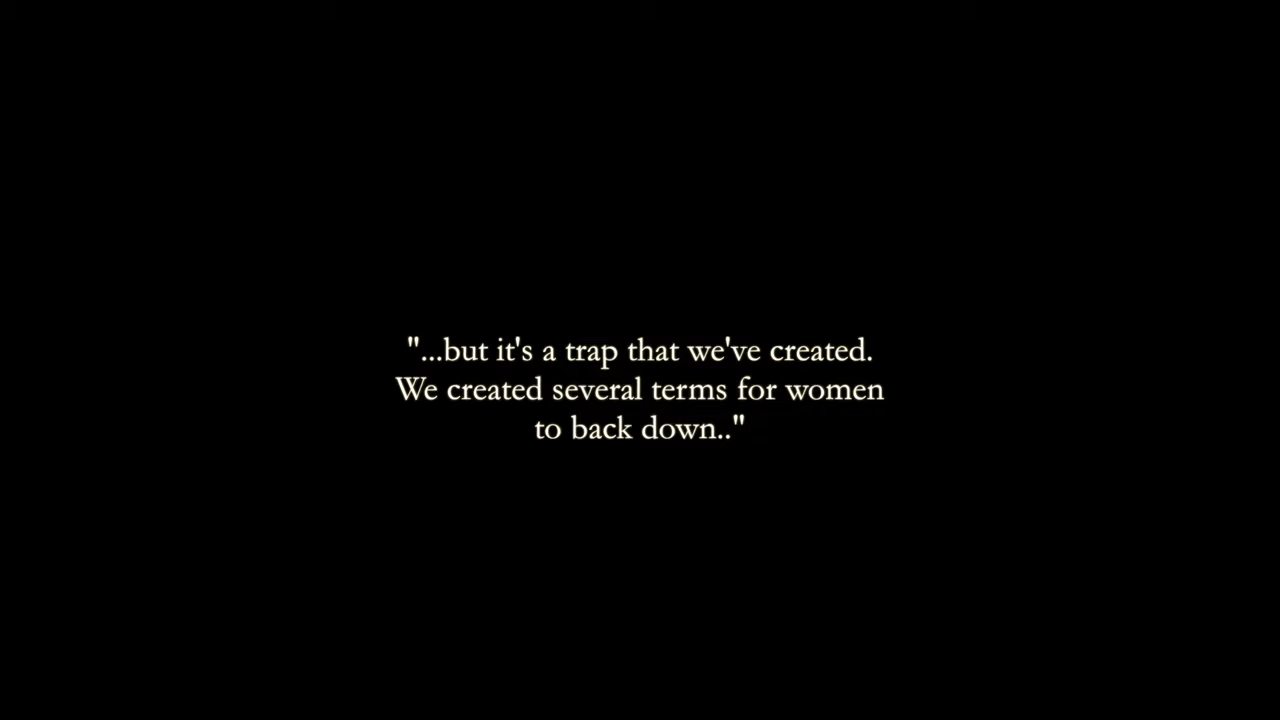 "...but it's a trap that we've created.
We created several terms for women
to back down.."